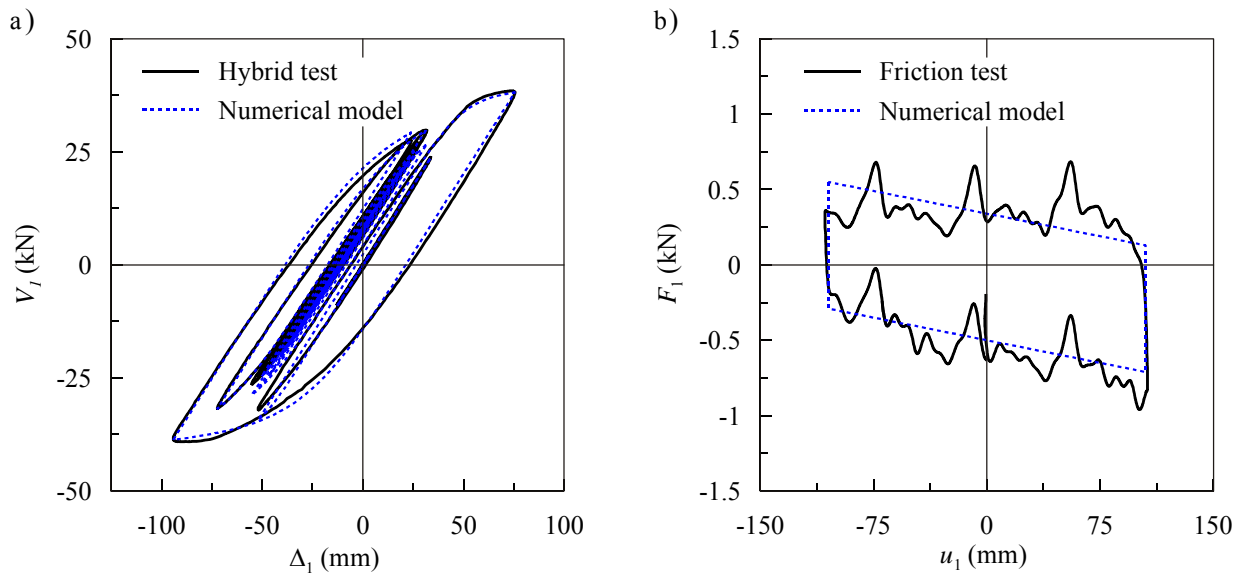 a)
50
25
0
-25
-50
V1 (kN)
-100 -50 0 50 100
Δ1 (mm)
Hybrid test
Numerical model
b)
1.5
1
0.5
0
-0.5
-1
-1.5
F1 (kN)
-150 -75 0 75 150
u1 (mm)
Friction test
Numerical model